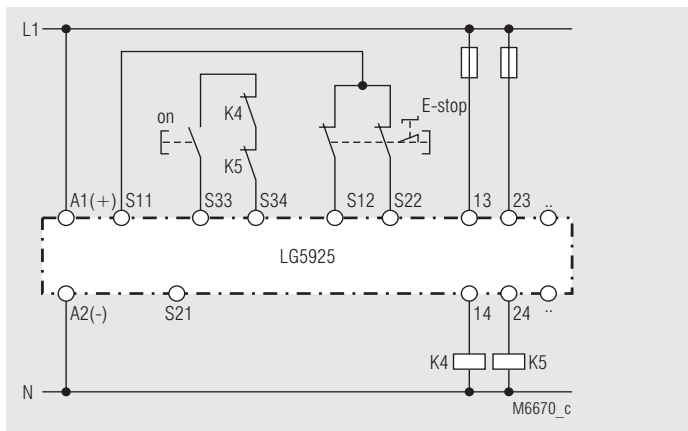 L1
E-stop
on
K4
K5
A1(+) S11 S33 S34 S12 S22 13 23 ..
LG5925
A2(-) S21 14 24 ..
K4 K5
N
M6670_c